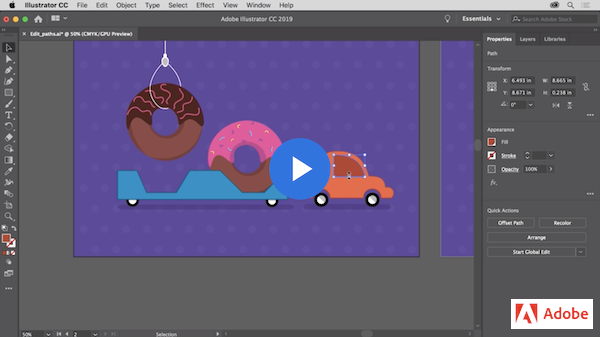 Illustrator CC File Edit Object Type Select Effect View Window Help
Adobe Illustrator CC 2019
Essentials
Search Adobe Stock
Edit_paths.ai* @ 50% (CMYK/GPU Preview)
Properties Layers Libraries
Path
Transform
X: 6.493 in W: 8.665 in
Y: 8.671 in H: 0.238 in
0°
Appearance
Fill
Stroke
Opacity 100%
fx.
Quick Actions
Offset Path Recolor
Arrange
Start Global Edit
50% 2 Selection
Adobe